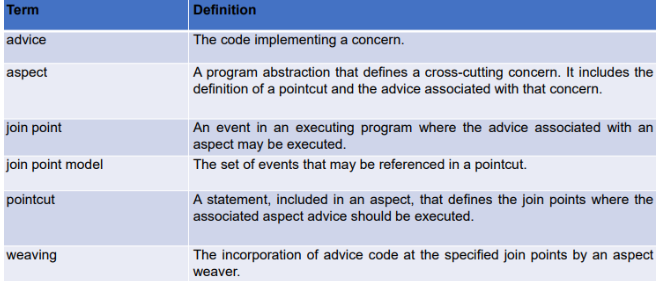 Term Definition
advice The code implementing a concern.
aspect A program abstraction that defines a cross-cutting concern. It includes the
definition of a pointcut and the advice associated with that concern.
join point An event in an executing program where the advice associated with an
aspect may be executed.
join point model The set of events that may be referenced in a pointcut.
pointcut A statement, included in an aspect, that defines the join points where the
associated aspect advice should be executed.
weaving The incorporation of advice code at the specified join points by an aspect
weaver.